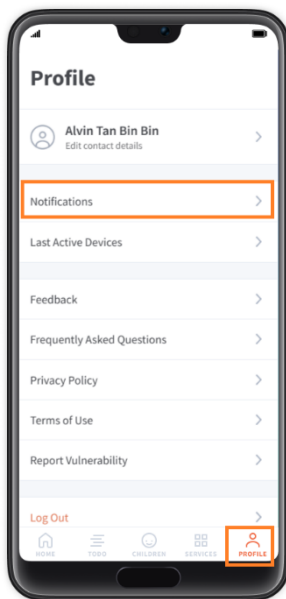 Profile
Alvin Tan Bin Bin
Edit contact details
Notifications
Last Active Devices
Feedback
Frequently Asked Questions
Privacy Policy
Terms of Use
Report Vulnerability
Log Out
HOME TODO CHILDREN SERVICES PROFILE